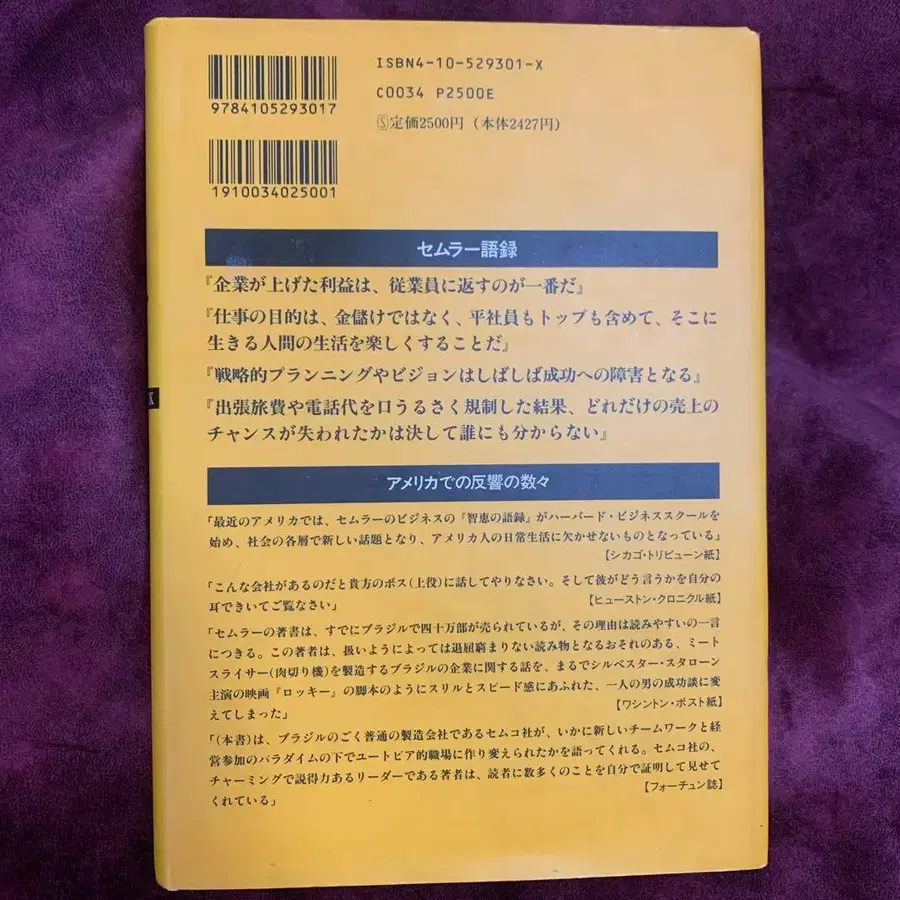 ISBN4-10-529301-X
9784105293017
C0034 P2500E
Ⓢ定価2500円(本体2427円)
1910034025001
セムラー語録
『企業が上げた利益は、従業員に返すのが一番だ』
『仕事の目的は、金儲けではなく、平社員もトップも含めて、そこに
生きる人間の生活を楽しくすることだ』
『戦略的プランニングやビジョンはしばしば成功への障害となる』
『出張旅費や電話代を口うるさく規制した結果、どれだけの売上の
チャンスが失われたかは決して誰にも分からない』
アメリカでの反響の数々
「最近のアメリカでは、セムラーのビジネスの『智恵の語録』がハーバード・ビジネススクールを
始め、社会の各層で新しい話題となり、アメリカ人の日常生活に欠かせないものとなっている」
【シカゴ・トリビューン紙】
「こんな会社があるのだと貴方のボス(上役)に話してやりなさい。そして彼がどう言うかを自分の
耳できいてご覧なさい」 【ヒューストン・クロニクル紙】
「セムラーの著書は、すでにブラジルで四十万部が売られているが、その理由は読みやすいの一言
につきる。この著者は、扱いようによっては退屈窮まりない読み物となるおそれのある、ミート
スライサー(肉切り機)を製造するブラジルの企業に関する話を、まるでシルベスター・スタローン
主演の映画『ロッキー』の脚本のようにスリルとスピード感にあふれた、一人の男の成功談に変
えてしまった」 【ワシントン・ポスト紙】
「(本書)は、ブラジルのごく普通の製造会社であるセムコ社が、いかに新しいチームワークと経
営参加のパラダイムの下でユートピア的職場に作り変えられたかを語ってくれる。セムコ社の、
チャーミングで説得力あるリーダーである著者は、読者に数多くのことを自分で証明して見せて
くれている」 【フォーチュン誌】